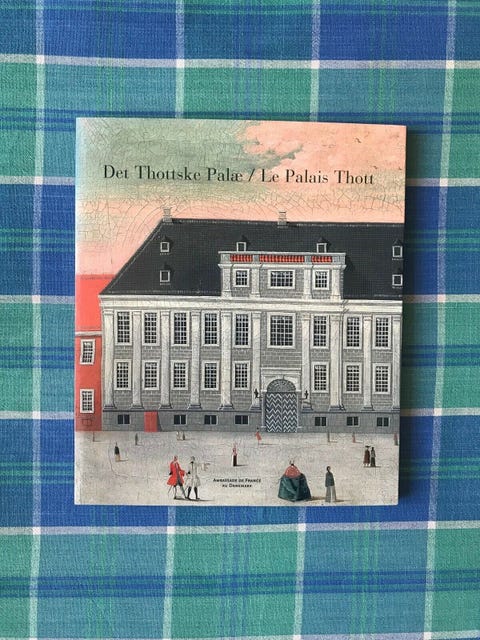 Det Thottske Palæ / Le Palais Thott
Ambassade de France
au Danemark